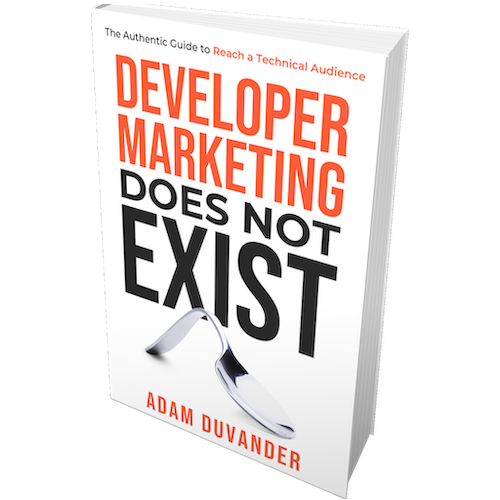 The Authentic Guide to Reach a Technical Audience
DEVELOPER
MARKETING
DOES NOT
EXIST
ADAM DUVANDER